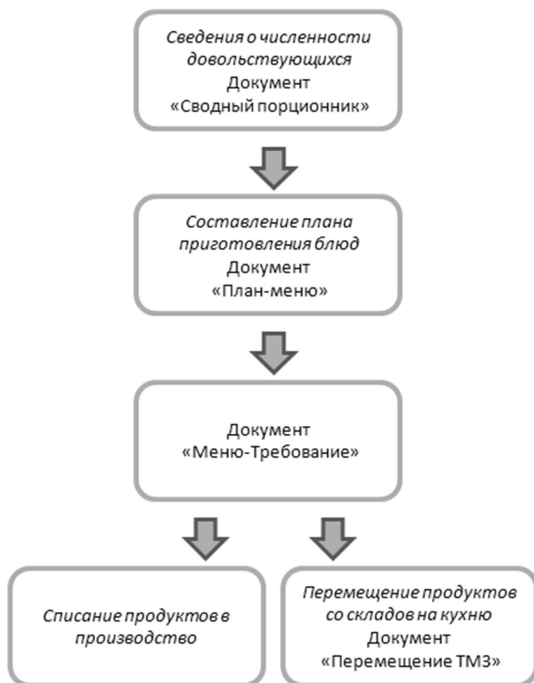 Сведения о численности
довольствующихся
Документ
«Сводный порционник»
Составление плана
приготовления блюд
Документ
«План-меню»
Документ
«Меню-Требование»
Списание продуктов в
производство
Перемещение продуктов
со складов на кухню
Документ
«Перемещение ТМЗ»